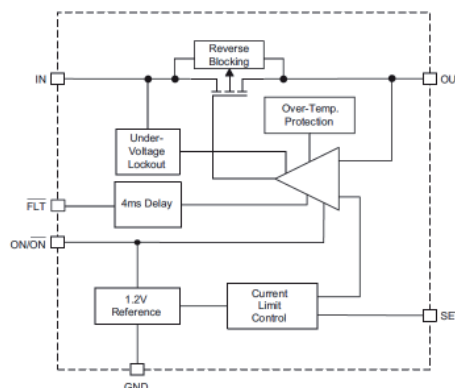 Reverse
Blocking
IN
OU
Over-Temp.
Protection
Under-
Voltage
Lockout
FLT
4ms Delay
ON/ON
1.2V
Reference
Current
Limit
Control
SE
GND